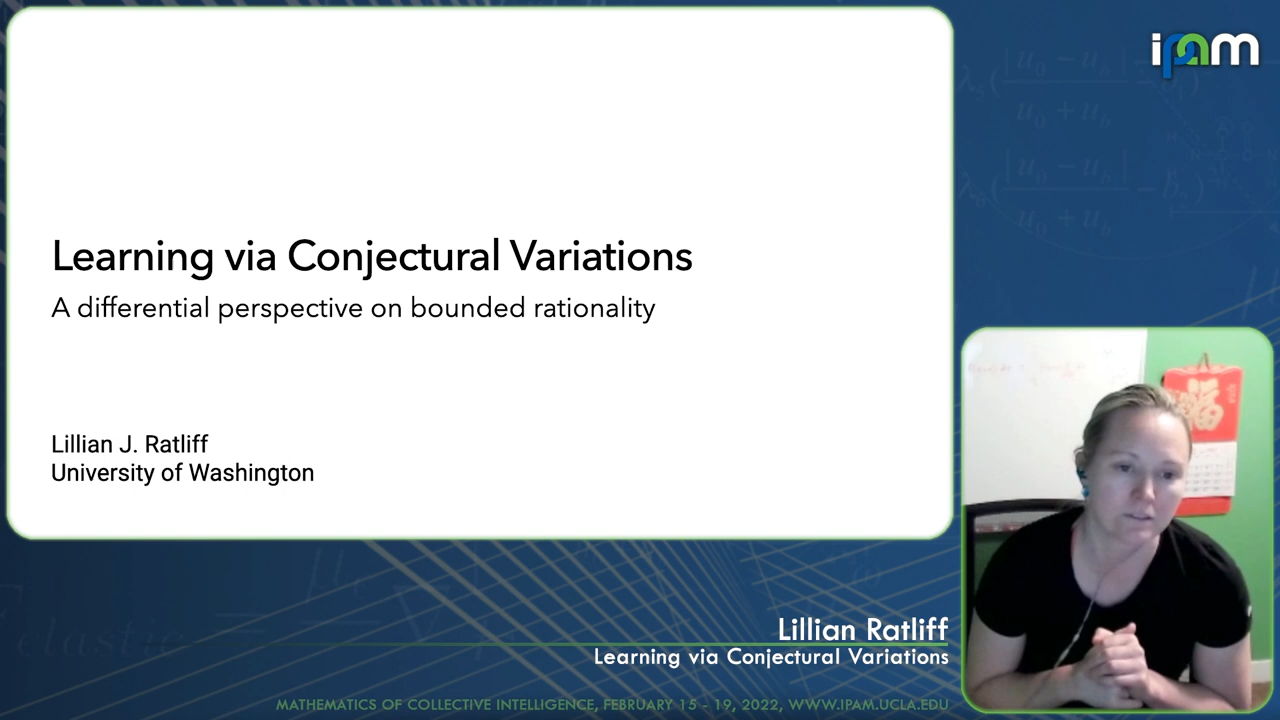 ipam
Learning via Conjectural Variations
A differential perspective on bounded rationality
Lillian J. Ratliff
University of Washington
福
Lillian Ratliff
Learning via Conjectural Variations
MATHEMATICS OF COLLECTIVE INTELLIGENCE, FEBRUARY 15 - 19, 2022, WWW.IPAM.UCLA.EDU